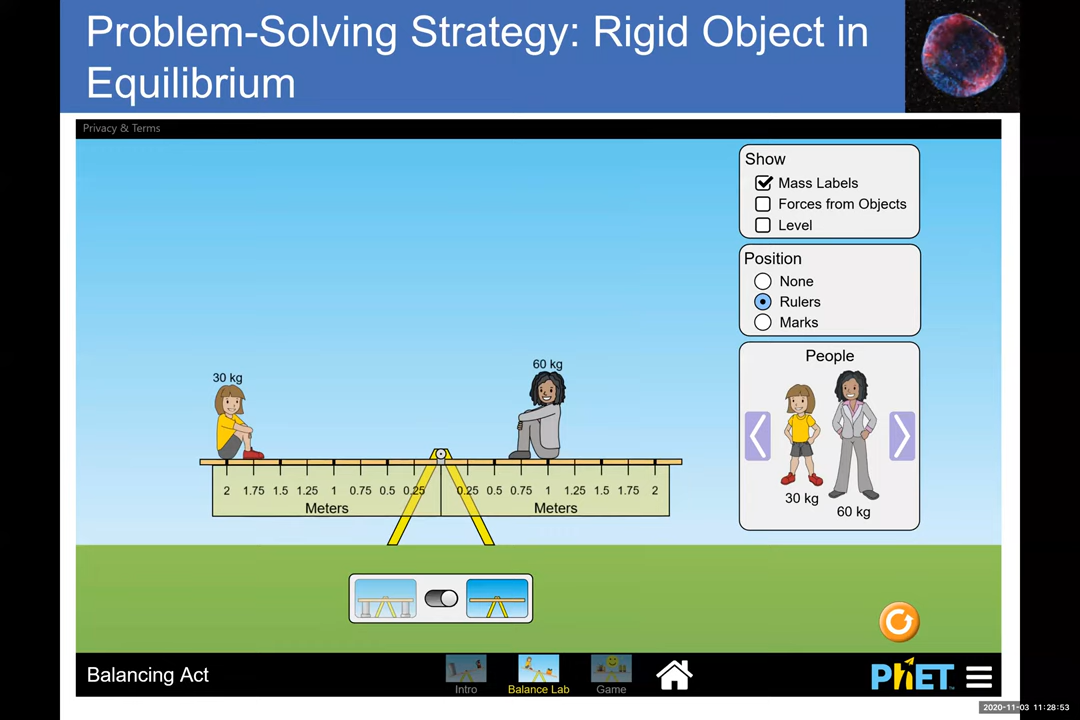 Problem-Solving Strategy: Rigid Object in
Equilibrium
Privacy & Terms
Show
Mass Labels
Forces from Objects
Level
Position
None
Rulers
Marks
People
30 kg
60 kg
30 kg
60 kg
2 1.75 1.5 1.25 1 0.75 0.5 0.25 0.25 0.5 0.75 1 1.25 1.5 1.75 2
Meters Meters
Balancing Act
Intro
Balance Lab
Game
PhET
2020-11-03 11:28:53